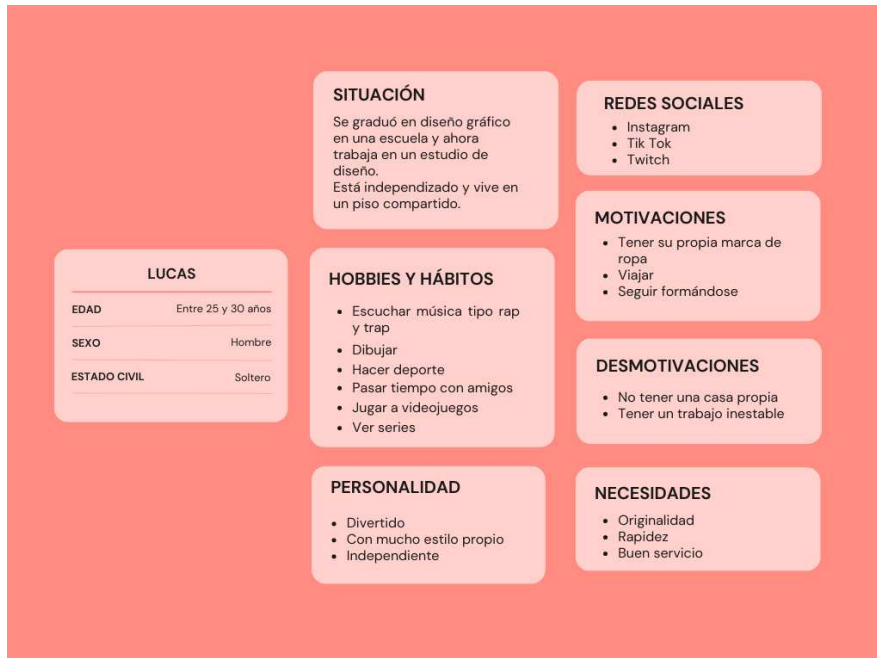 LUCAS
EDAD Entre 25 y 30 años
SEXO Hombre
ESTADO CIVIL Soltero
SITUACIÓN
Se graduó en diseño gráfico
en una escuela y ahora
trabaja en un estudio de
diseño.
Está independizado y vive en
un piso compartido.
HOBBIES Y HÁBITOS
• Escuchar música tipo rap
y trap
• Dibujar
• Hacer deporte
• Pasar tiempo con amigos
• Jugar a videojuegos
• Ver series
PERSONALIDAD
• Divertido
• Con mucho estilo propio
• Independiente
REDES SOCIALES
• Instagram
• Tik Tok
• Twitch
MOTIVACIONES
• Tener su propia marca de
ropa
• Viajar
• Seguir formándose
DESMOTIVACIONES
• No tener una casa propia
• Tener un trabajo inestable
NECESIDADES
• Originalidad
• Rapidez
• Buen servicio